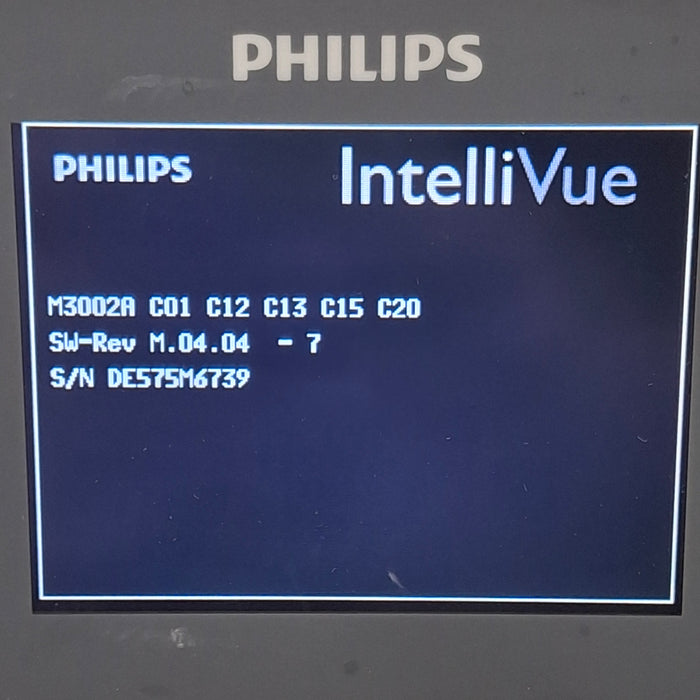 PHILIPS
PHILIPS IntelliVue
M3002A C01 C12 C13 C15 C20
SW-Rev M.04.04 - 7
S/N DE575M6739